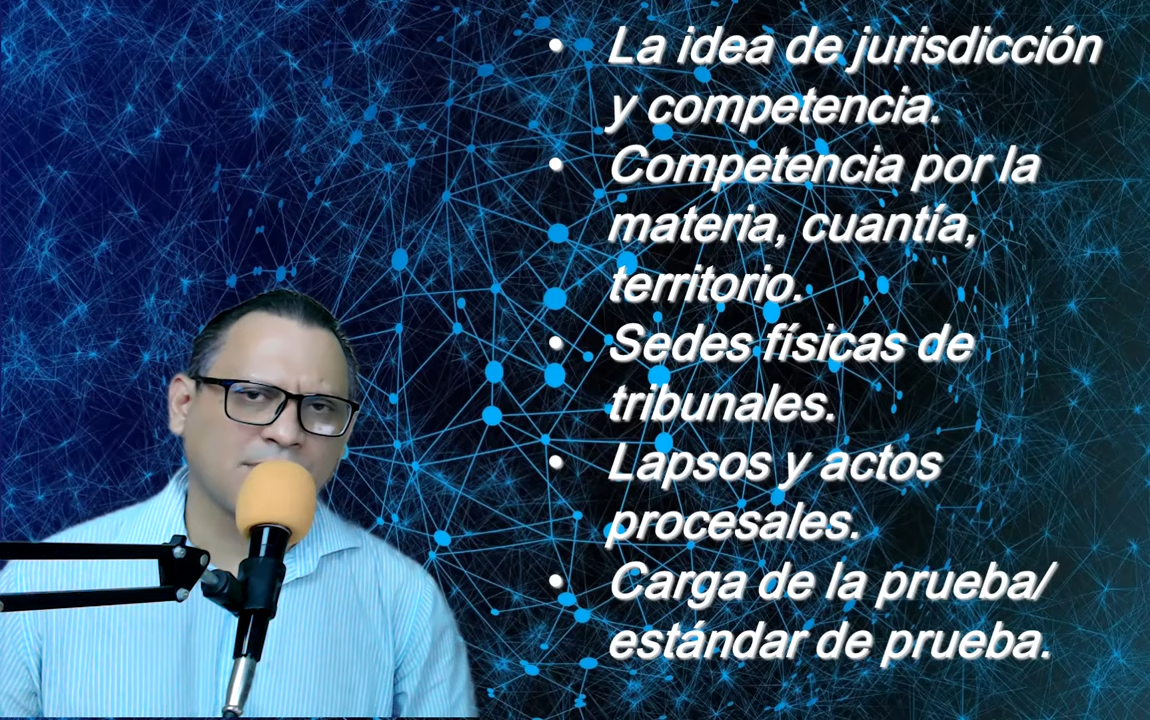 • La idea de jurisdicción
y competencia.
• Competencia por la
materia, cuantía,
territorio.
• Sedes físicas de
tribunales.
• Lapsos y actos
procesales.
• Carga de la prueba/
estándar de prueba.